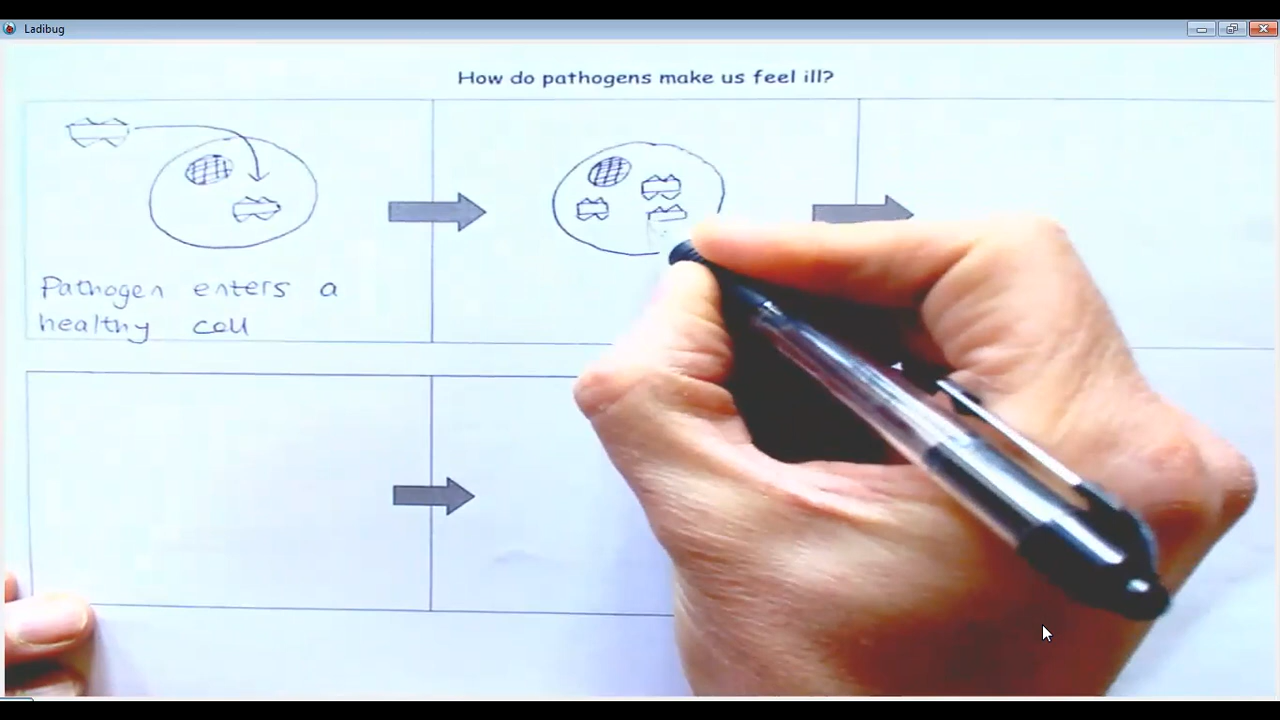 Ladibug
How do pathogens make us feel ill?
Pathogen enters a
healthy cell